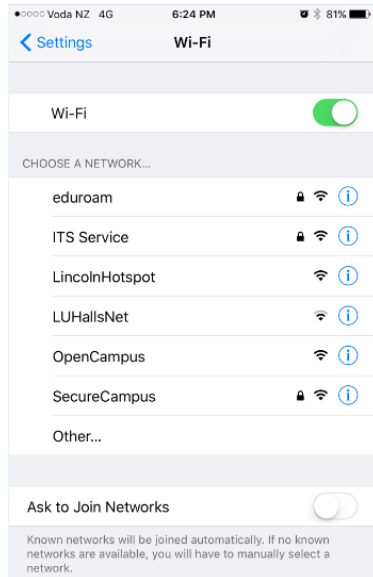 Voda NZ 4G 6:24 PM 81%
Settings Wi-Fi
Wi-Fi
CHOOSE A NETWORK...
eduroam
ITS Service
LincolnHotspot
LUHallsNet
OpenCampus
SecureCampus
Other...
Ask to Join Networks
Known networks will be joined automatically. If no known
networks are available, you will have to manually select a
network.